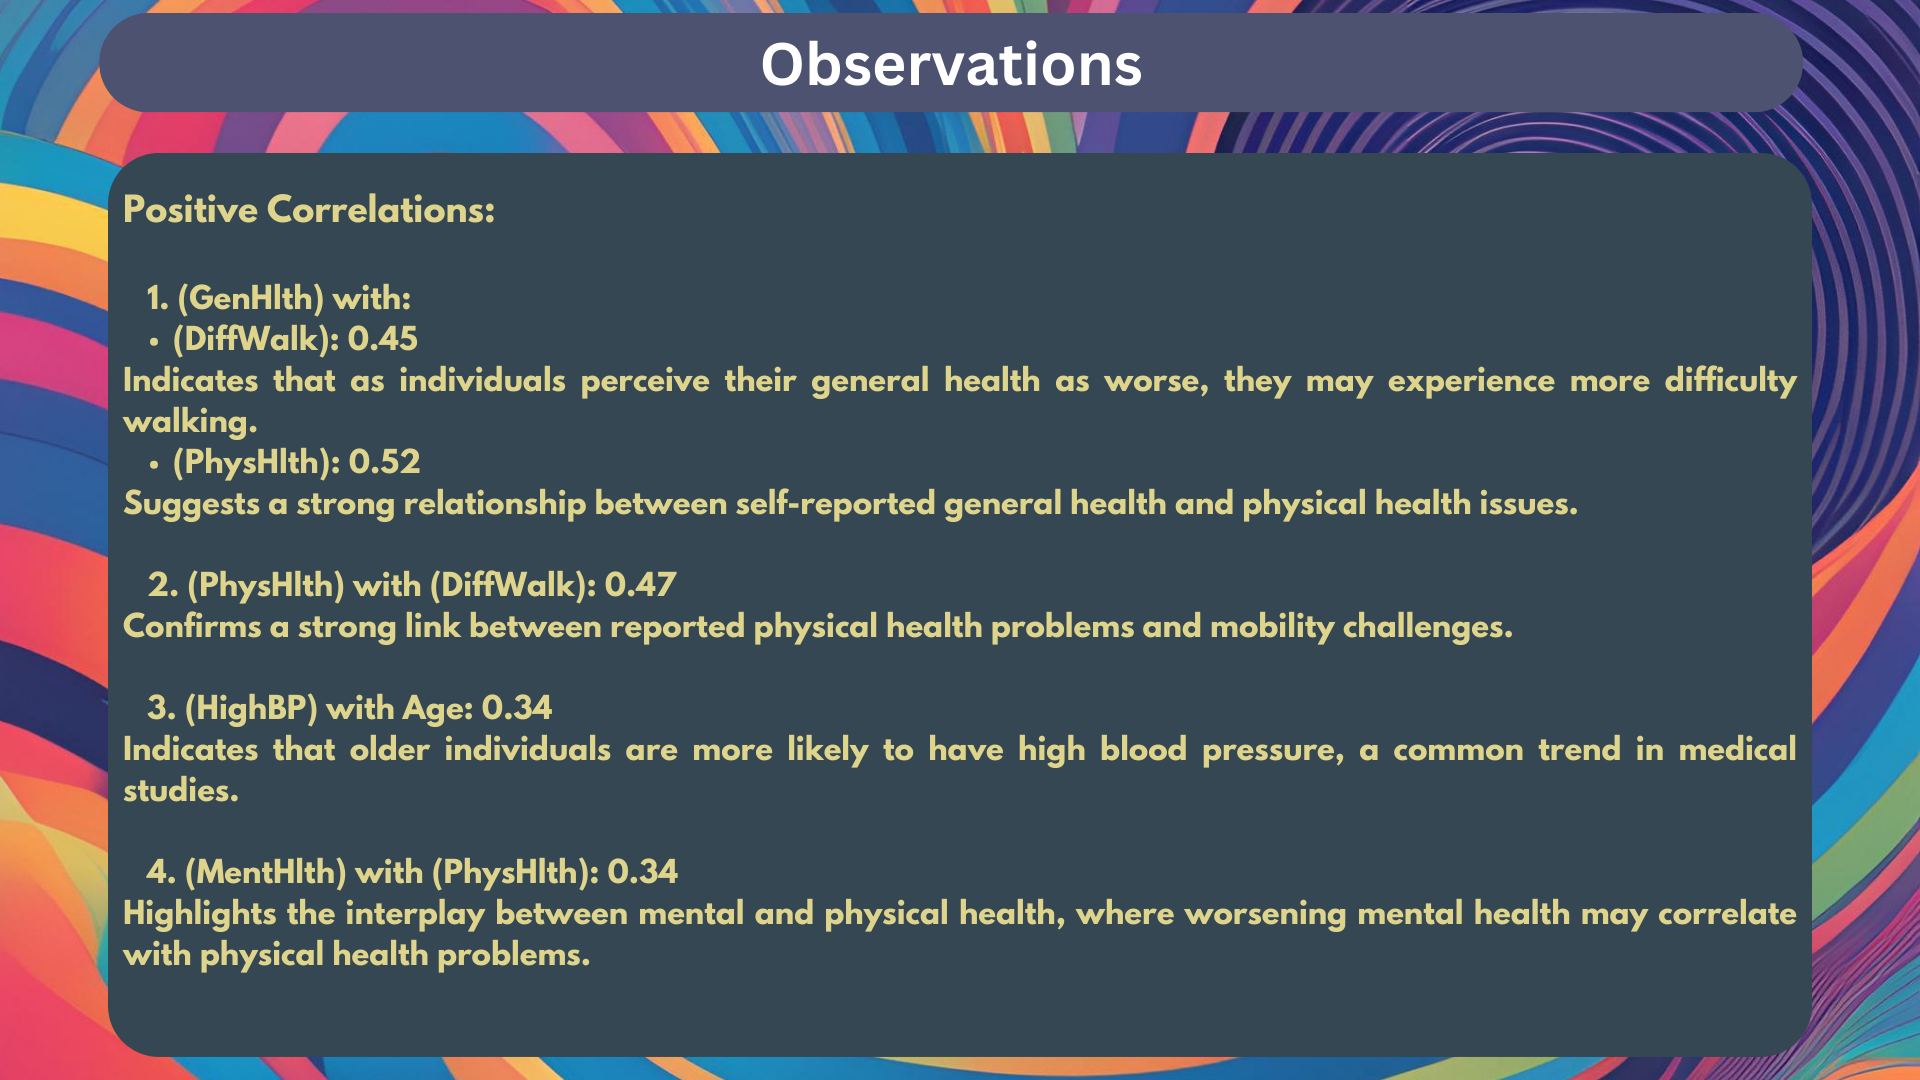 Observations
Positive Correlations:
1. (GenHlth) with:
• (DiffWalk): 0.45
Indicates that as individuals perceive their general health as worse, they may experience more difficulty
walking.
• (PhysHlth): 0.52
Suggests a strong relationship between self-reported general health and physical health issues.
2. (PhysHlth) with (DiffWalk): 0.47
Confirms a strong link between reported physical health problems and mobility challenges.
3. (HighBP) with Age: 0.34
Indicates that older individuals are more likely to have high blood pressure, a common trend in medical
studies.
4. (MentHlth) with (PhysHlth): 0.34
Highlights the interplay between mental and physical health, where worsening mental health may correlate
with physical health problems.